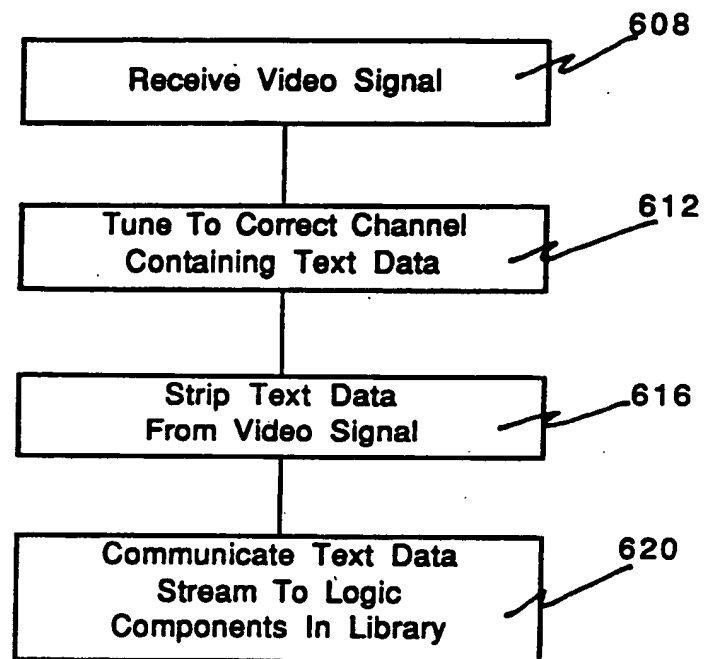 608
Receive Video Signal
612
Tune To Correct Channel
Containing Text Data
616
Strip Text Data
From Video Signal
620
Communicate Text Data
Stream To Logic
Components In Library